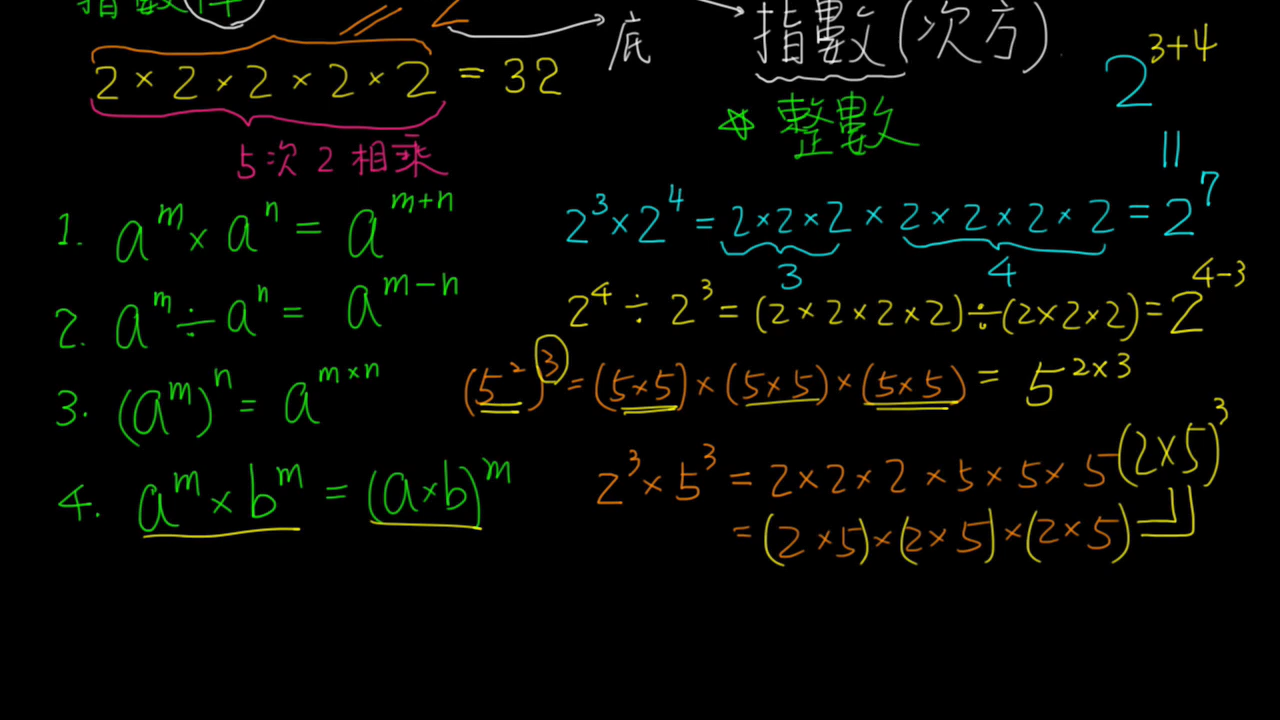 指數律
底 指數(次方)
2 × 2 × 2 × 2 × 2 = 32
5次2相乘
☆ 整數
2^{3+4}
||
1. a^m × a^n = a^{m+n}
2^3 × 2^4 = 2×2×2 × 2×2×2×2 = 2^7
3 4
2. a^m ÷ a^n = a^{m-n}
2^4 ÷ 2^3 = (2×2×2×2)÷(2×2×2) = 2^{4-3}
3. (a^m)^n = a^{m×n}
(5^2)^3 = (5×5)×(5×5)×(5×5) = 5^{2×3}
4. a^m × b^m = (a×b)^m
2^3 × 5^3 = 2×2×2×5×5×5 (2×5)^3
= (2×5)×(2×5)×(2×5)